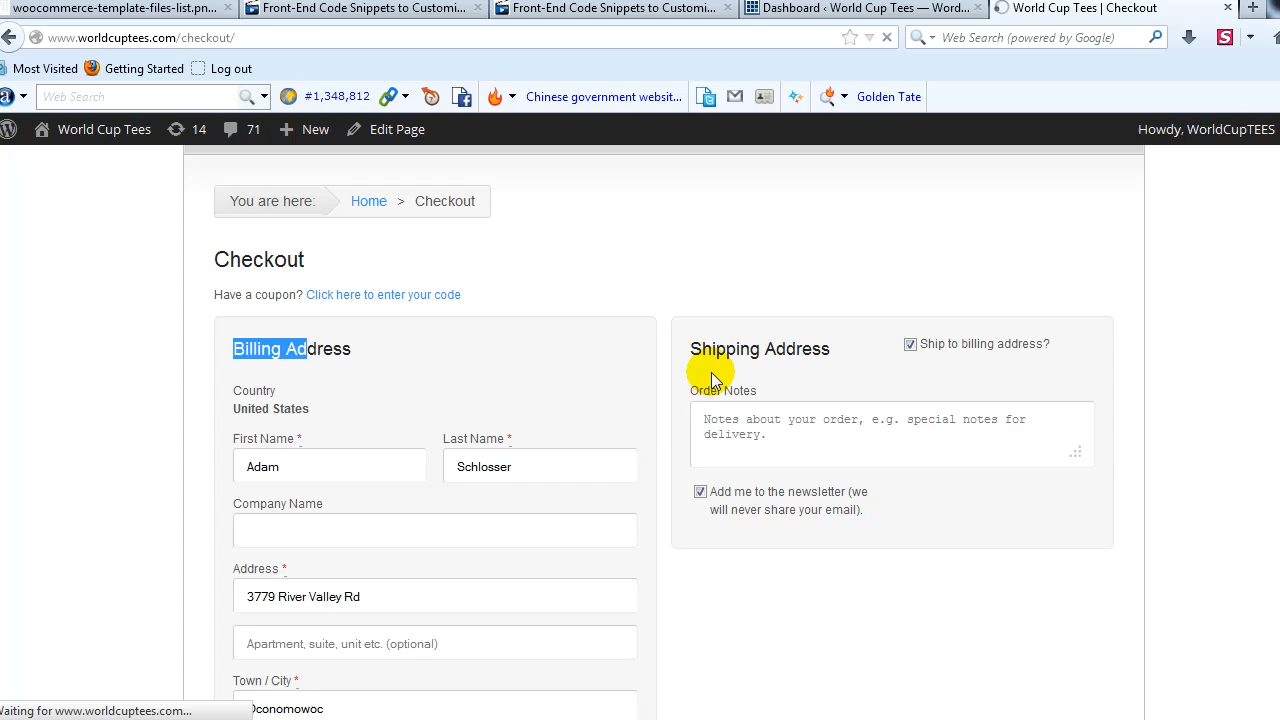 woocommerce-template-files-list.pn...
Front-End Code Snippets to Customi...
Front-End Code Snippets to Customi...
Dashboard ‹ World Cup Tees — Word...
World Cup Tees | Checkout
www.worldcuptees.com/checkout/
Web Search (powered by Google)
S
Most Visited
Getting Started
Log out
a
Web Search
#1,348,812
Chinese government websit...
Golden Tate
World Cup Tees
14
71
New
Edit Page
Howdy, WorldCupTEES
You are here:
Home
>
Checkout
Checkout
Have a coupon? Click here to enter your code
Billing Address
Country
United States
First Name *
Last Name *
Adam
Schlosser
Company Name
Address *
3779 River Valley Rd
Apartment, suite, unit etc. (optional)
Town / City *
Oconomowoc
Shipping Address
Ship to billing address?
Order Notes
Notes about your order, e.g. special notes for
delivery.
Add me to the newsletter (we
will never share your email).
Waiting for www.worldcuptees.com...